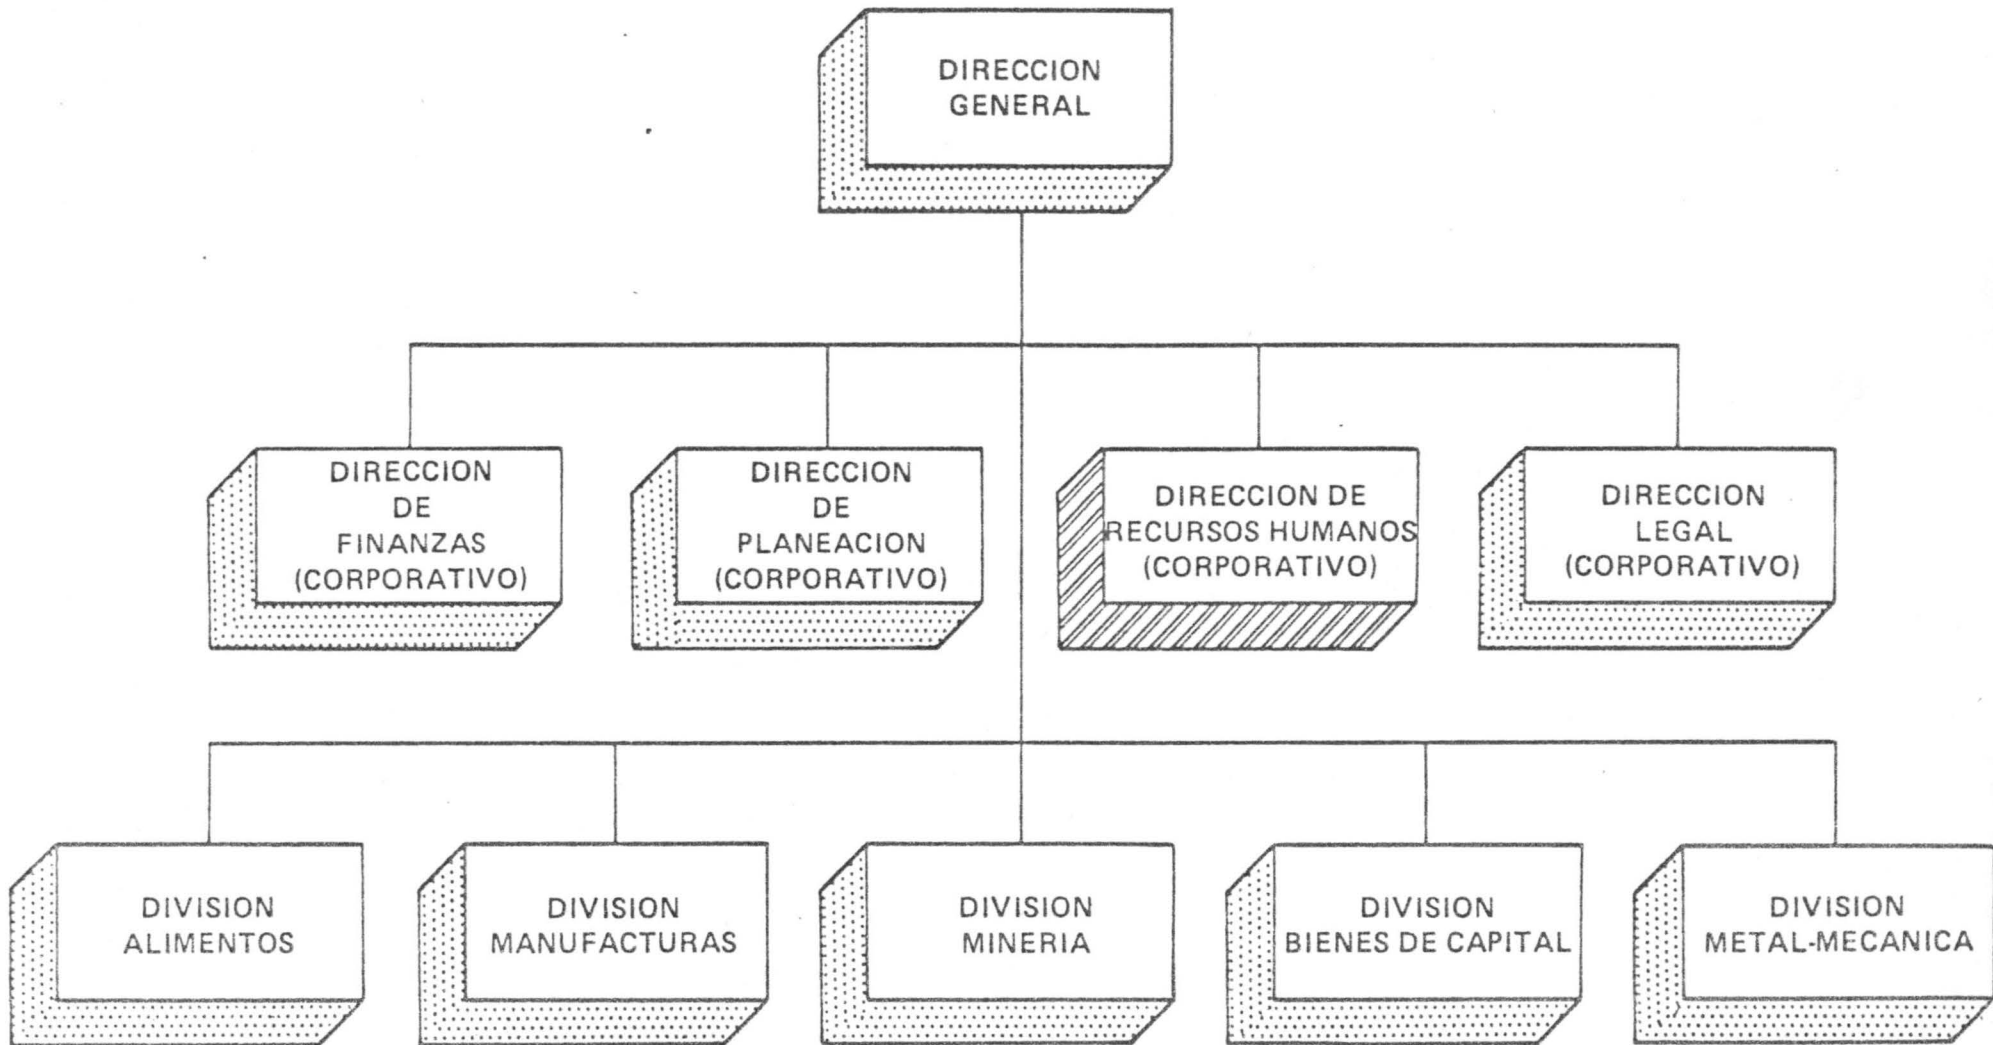 DIRECCION
GENERAL
DIRECCION
DE
FINANZAS
(CORPORATIVO)
DIRECCION
DE
PLANEACION
(CORPORATIVO)
DIRECCION DE
RECURSOS HUMANOS
(CORPORATIVO)
DIRECCION
LEGAL
(CORPORATIVO)
DIVISION
ALIMENTOS
DIVISION
MANUFACTURAS
DIVISION
MINERIA
DIVISION
BIENES DE CAPITAL
DIVISION
METAL-MECANICA